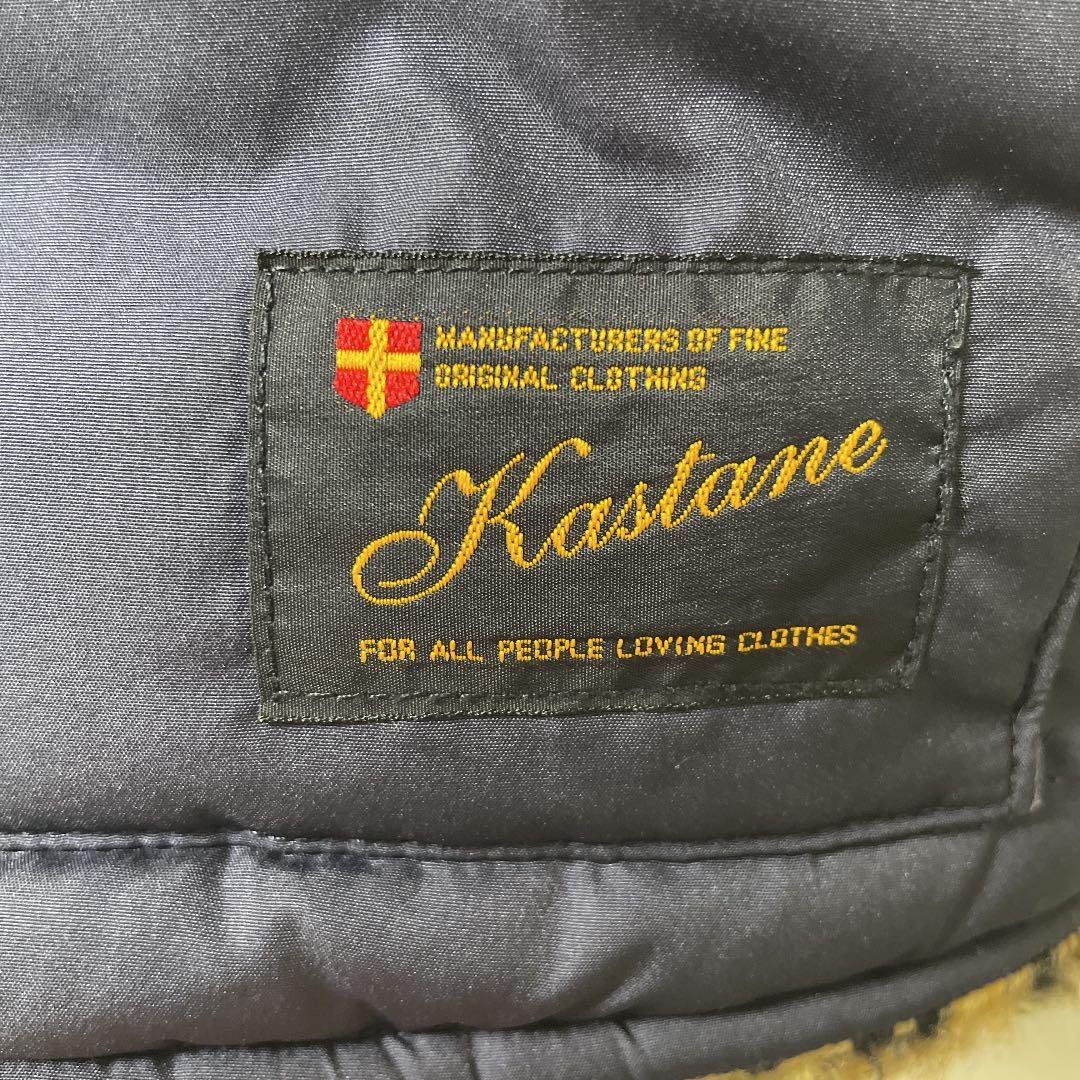 MANUFACTURERS OF FINE
ORIGINAL CLOTHING
Kastane
FOR ALL PEOPLE LOVING CLOTHES